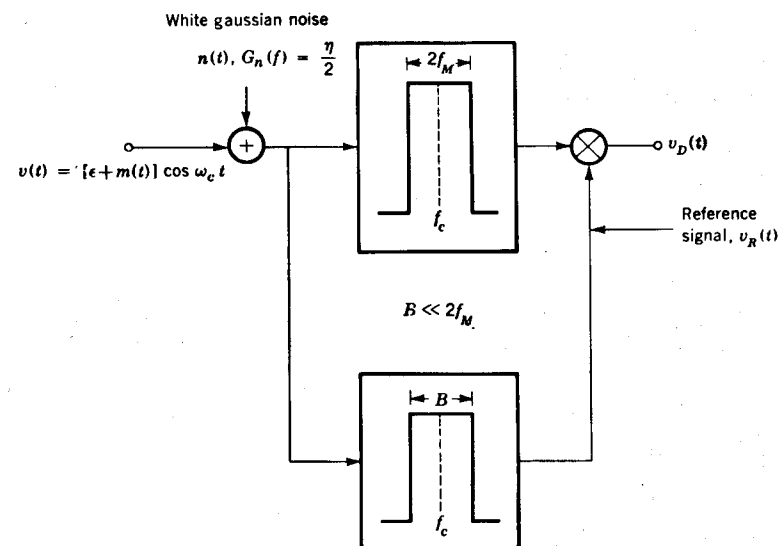 White gaussian noise
n(t), G_n(f) = η/2
2f_M
+
v(t) = [ϵ+m(t)] cos ω_c t
f_c
v_D(t)
Reference
signal, v_R(t)
B ≪ 2f_M
B
f_c